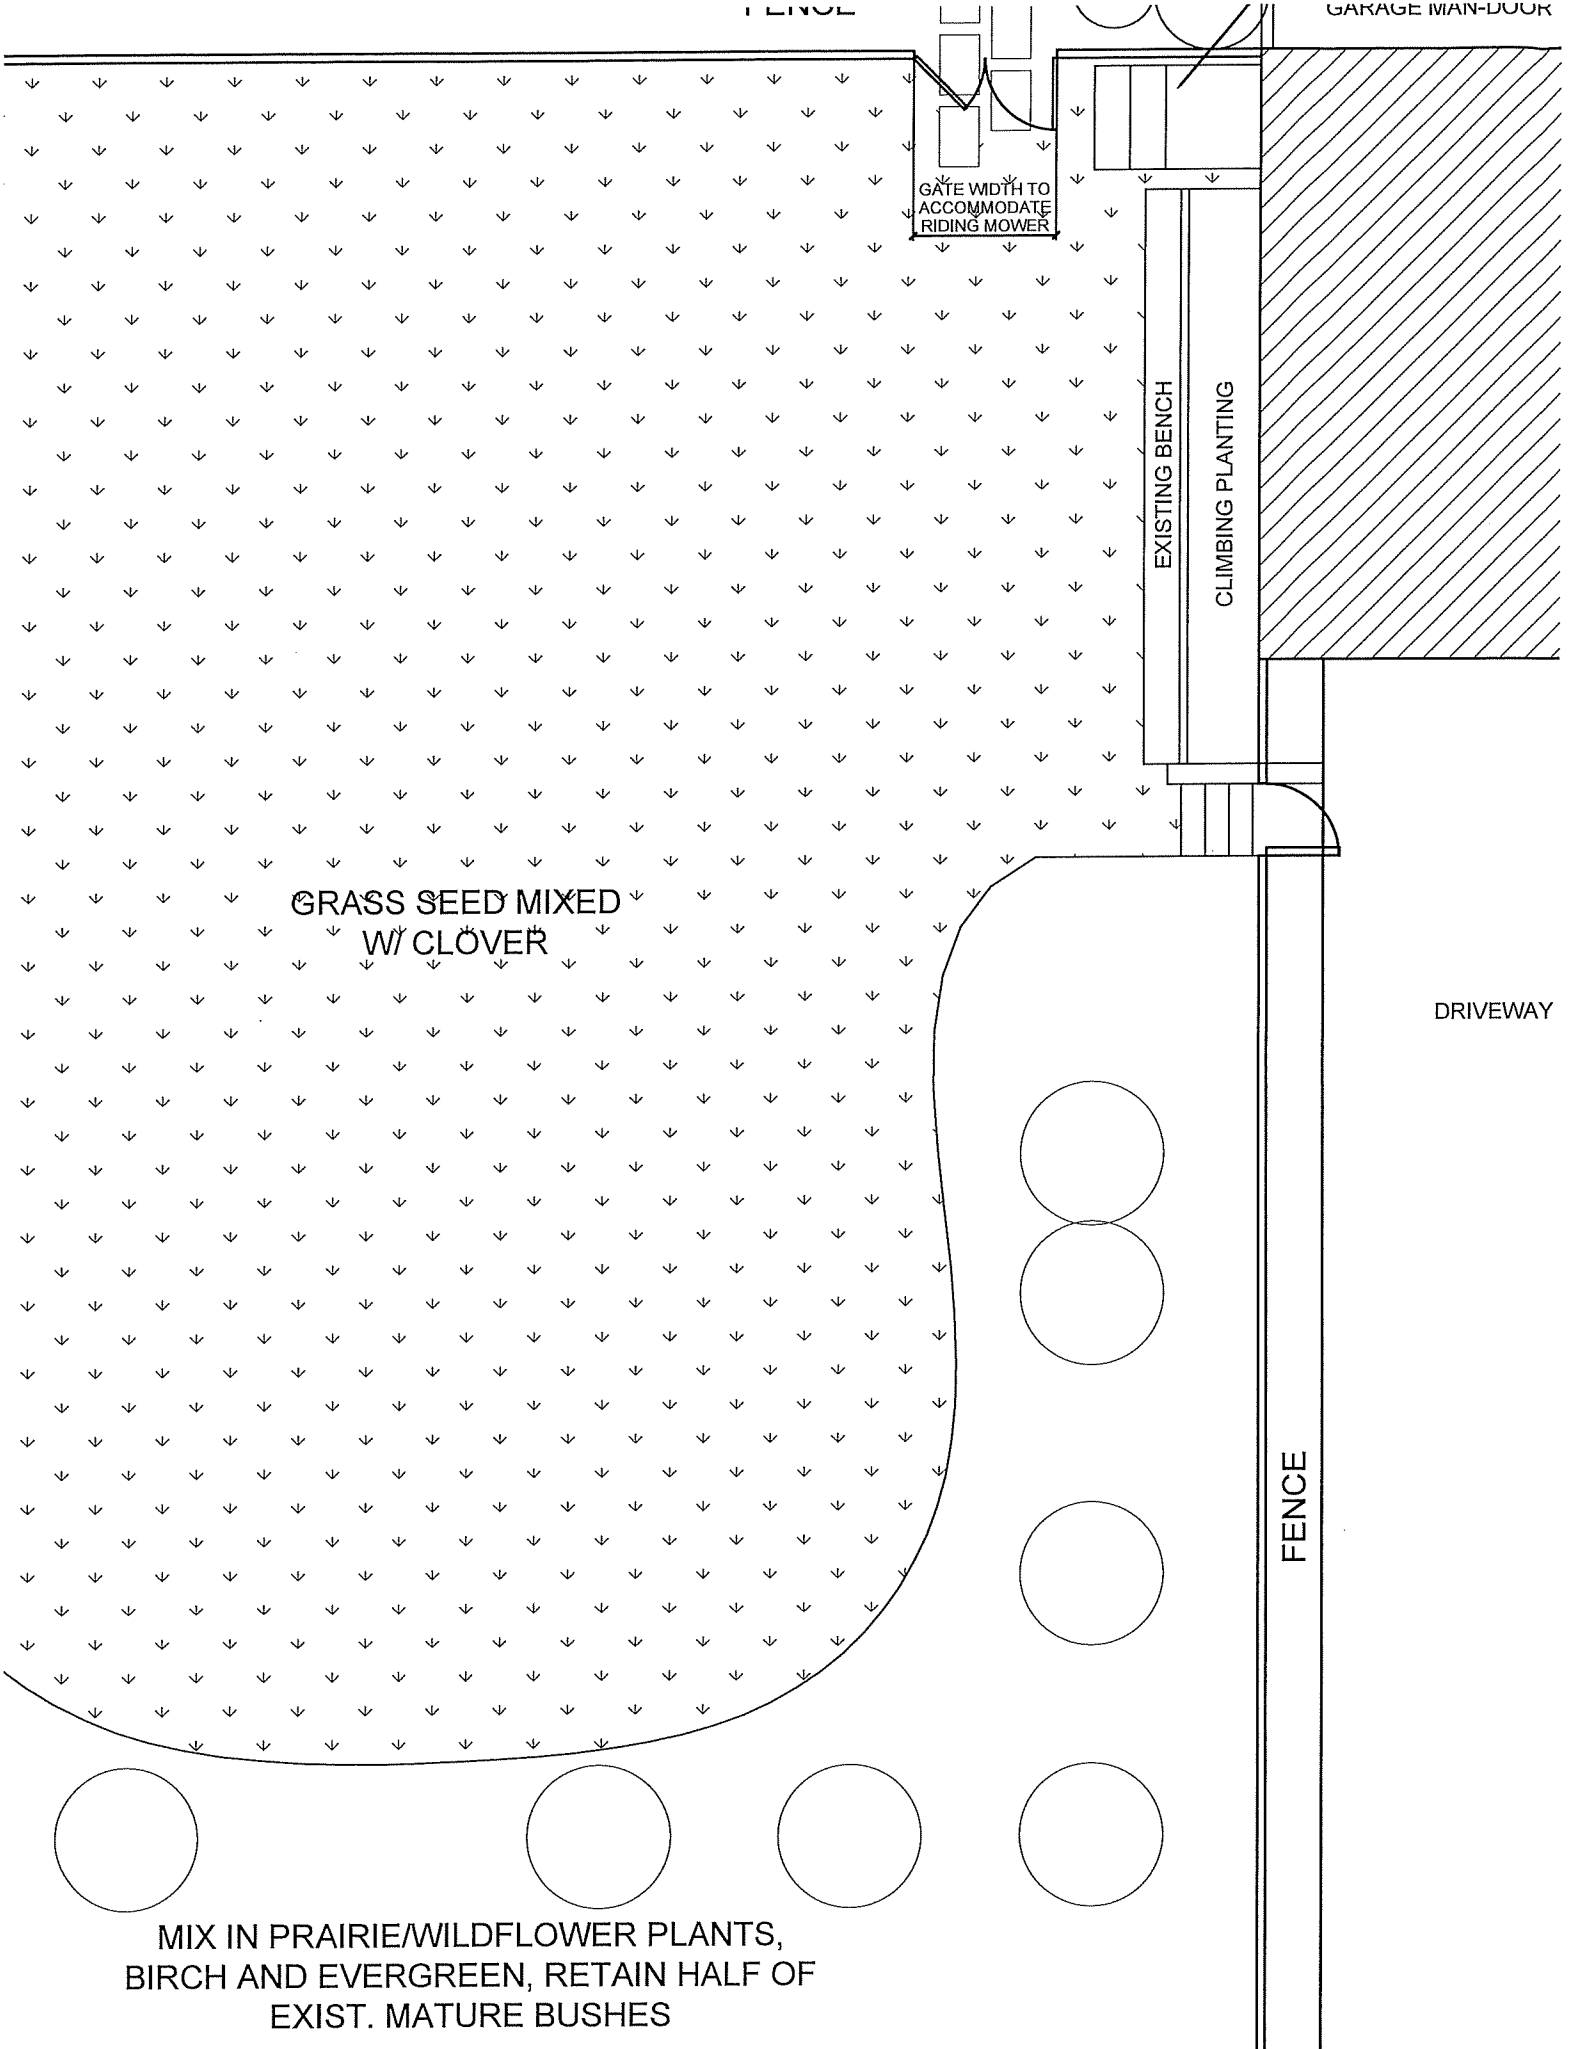 FENCE
GARAGE MAN-DOOR
GATE WIDTH TO
ACCOMMODATE
RIDING MOWER
EXISTING BENCH
CLIMBING PLANTING
GRASS SEED MIXED
W/ CLOVER
DRIVEWAY
FENCE
MIX IN PRAIRIE/WILDFLOWER PLANTS,
BIRCH AND EVERGREEN, RETAIN HALF OF
EXIST. MATURE BUSHES